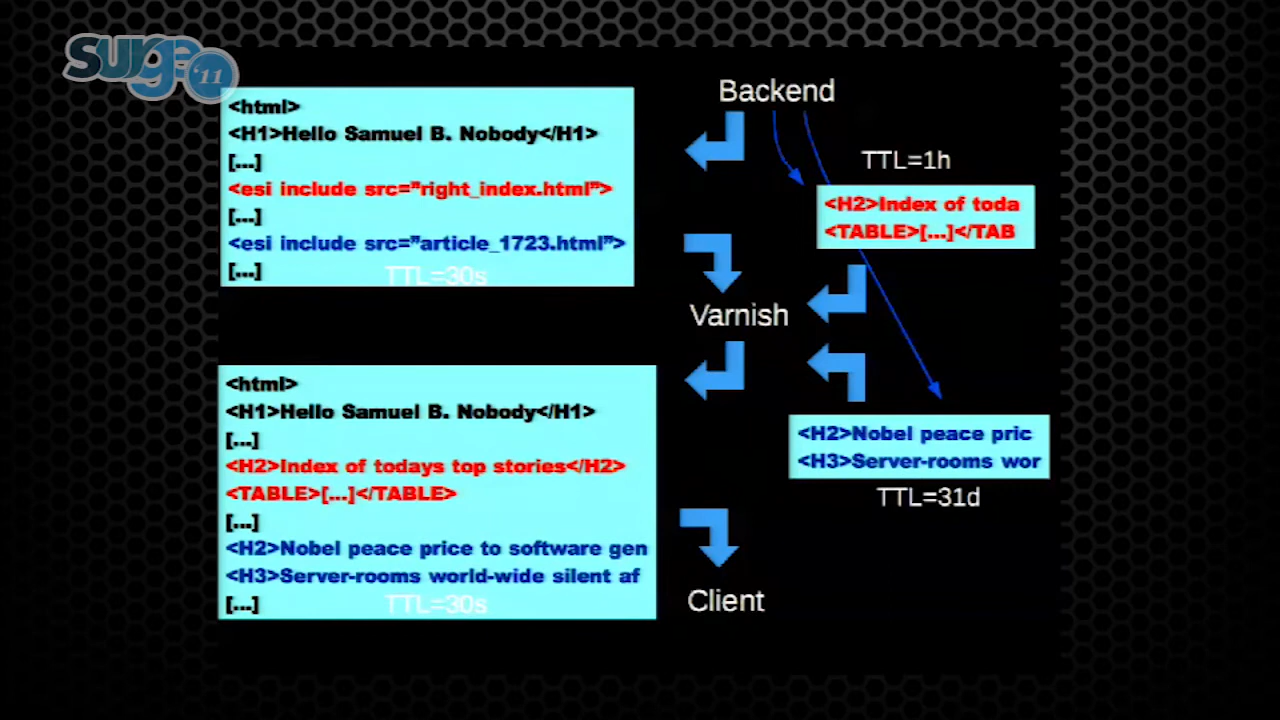 surge '11
<html>
<H1>Hello Samuel B. Nobody</H1>
[...]
<esi include src="right_index.html">
[...]
<esi include src="article_1723.html">
[...]
TTL=30s
Backend
TTL=1h
<H2>Index of toda
<TABLE>[...]</TAB
Varnish
<html>
<H1>Hello Samuel B. Nobody</H1>
[...]
<H2>Index of todays top stories</H2>
<TABLE>[...]</TABLE>
[...]
<H2>Nobel peace price to software gen
<H3>Server-rooms world-wide silent af
[...]
TTL=30s
<H2>Nobel peace pric
<H3>Server-rooms wor
TTL=31d
Client